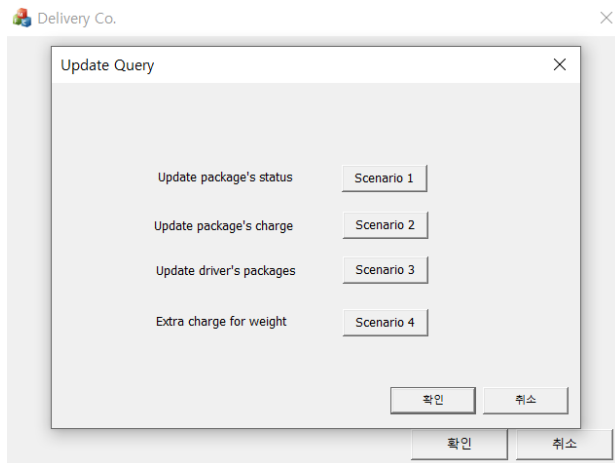 Delivery Co.
Update Query
Update package's status Scenario 1
Update package's charge Scenario 2
Update driver's packages Scenario 3
Extra charge for weight Scenario 4
확인 취소
확인 취소